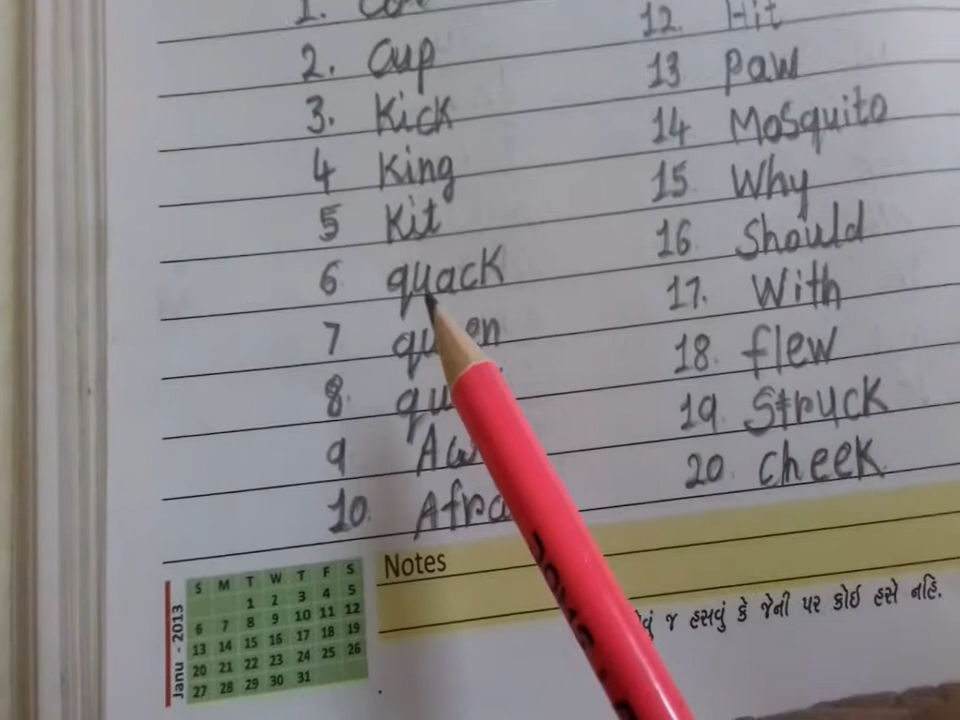 1.
2. Cup
3. Kick
4 King
5 Kit
6 quack
7
8.
9
10.
12. Hit
13 Paw
14 Mosquito
15 Why
16 Should
17. With
18. flew
19. Struck
20. cheek
Notes
Janu - 2013
S M T W T F S
1 2 3 4 5
6 7 8 9 10 11 12
13 14 15 16 17 18 19
20 21 22 23 24 25 26
27 28 29 30 31
જ હસવું કે જેની પર કોઈ હસે નહિ.